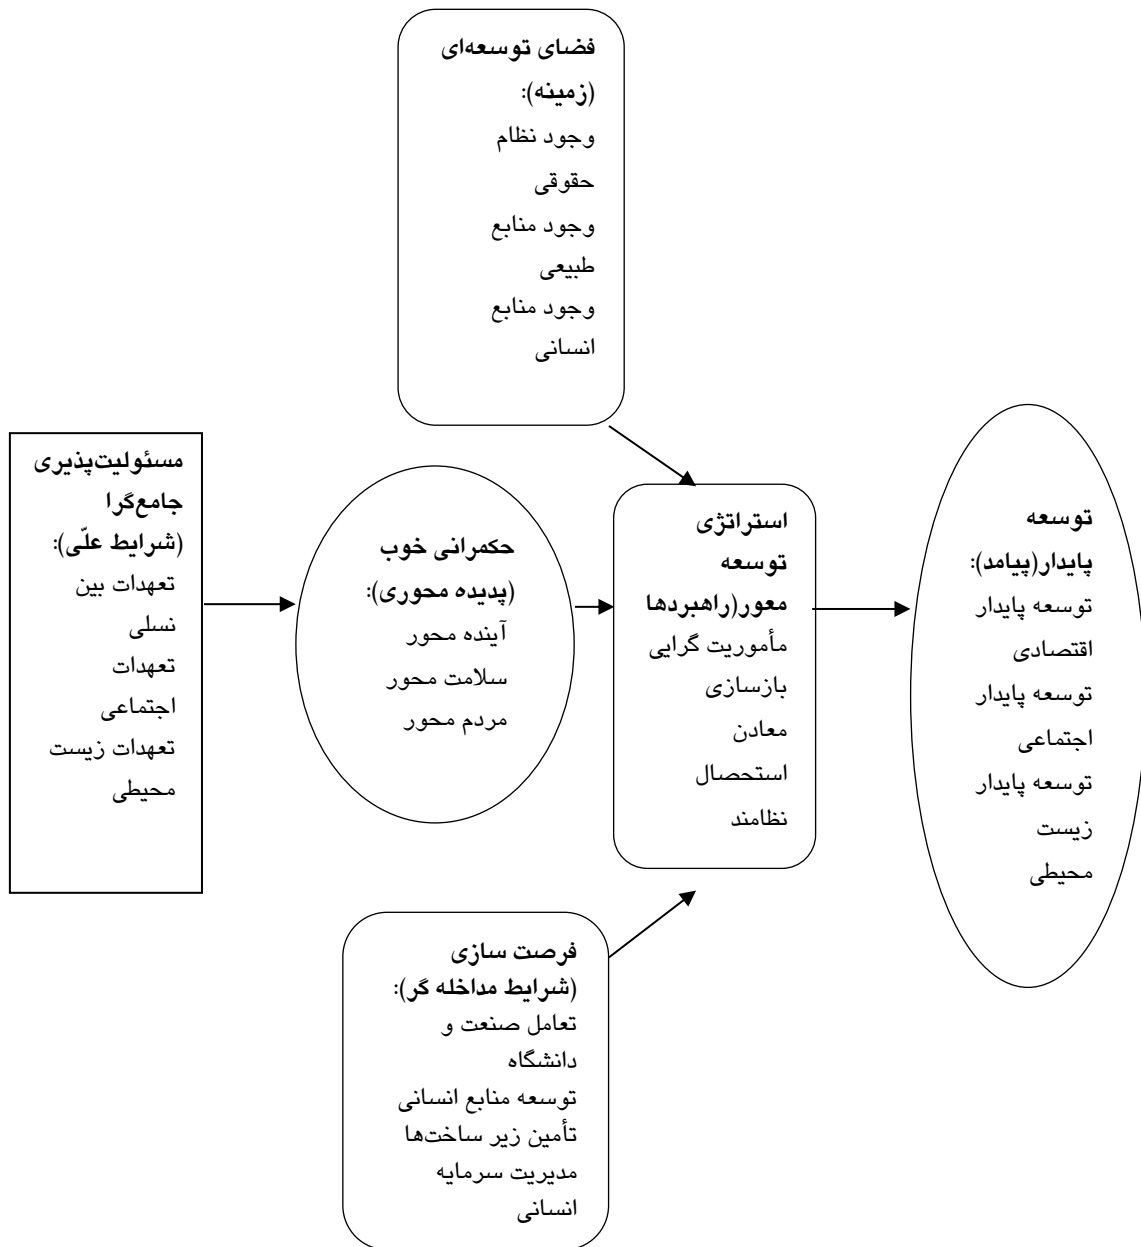 فضای توسعه‌ای
(زمینه):
وجود نظام
حقوقی
وجود منابع
طبیعی
وجود منابع
انسانی
مسئولیت‌پذیری
جامع‌گرا
(شرایط علّی):
تعهدات بین
نسلی
تعهدات
اجتماعی
تعهدات زیست
محیطی
حکمرانی خوب
(پدیده محوری):
آینده محور
سلامت محور
مردم محور
استراتژی
توسعه
معور(راهبردها
مأموریت گرایی
بازسازی
معادن
استحصال
نظامند
توسعه
پایدار(پیامد):
توسعه پایدار
اقتصادی
توسعه پایدار
اجتماعی
توسعه پایدار
زیست
محیطی
فرصت سازی
(شرایط مداخله گر):
تعامل صنعت و
دانشگاه
توسعه منابع انسانی
تأمین زیر ساخت‌ها
مدیریت سرمایه
انسانی